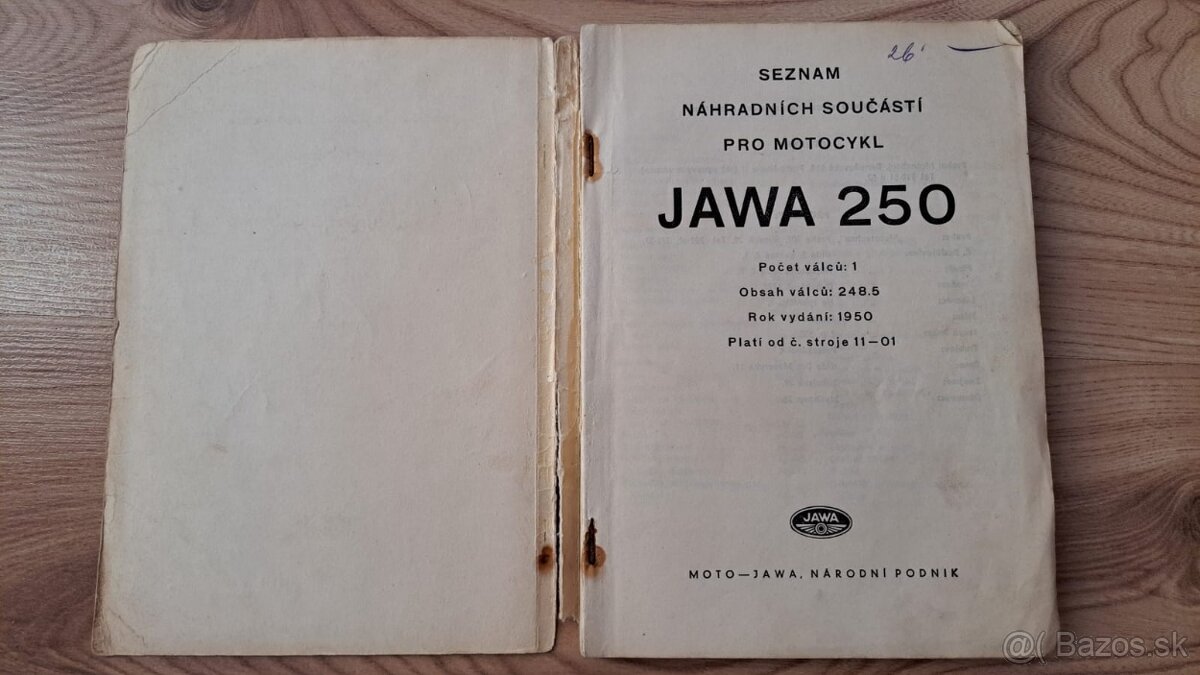 26
SEZNAM
NÁHRADNÍCH SOUČÁSTÍ
PRO MOTOCYKL
JAWA 250
Počet válců: 1
Obsah válců: 248.5
Rok vydání: 1950
Platí od č. stroje 11—01
JAWA
MOTO—JAWA, NÁRODNÍ PODNIK
@( Bazos.sk